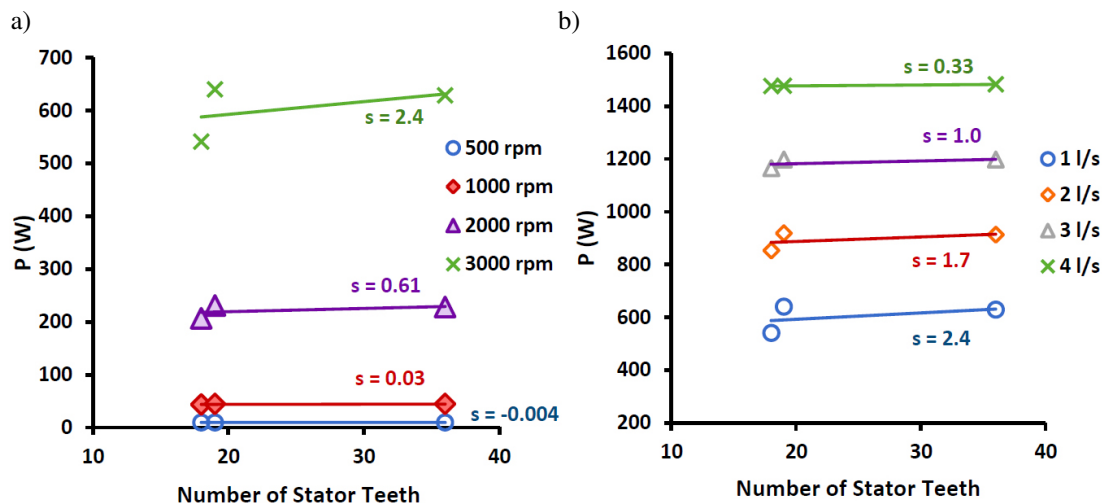 a)
700
600
500
400
300
200
100
0
P (W)
10
20
30
40
Number of Stator Teeth
s = 2.4
s = 0.61
s = 0.03
s = -0.004
500 rpm
1000 rpm
2000 rpm
3000 rpm
b)
1600
1400
1200
1000
800
600
400
200
P (W)
10
20
30
40
Number of Stator Teeth
s = 0.33
s = 1.0
s = 1.7
s = 2.4
1 l/s
2 l/s
3 l/s
4 l/s